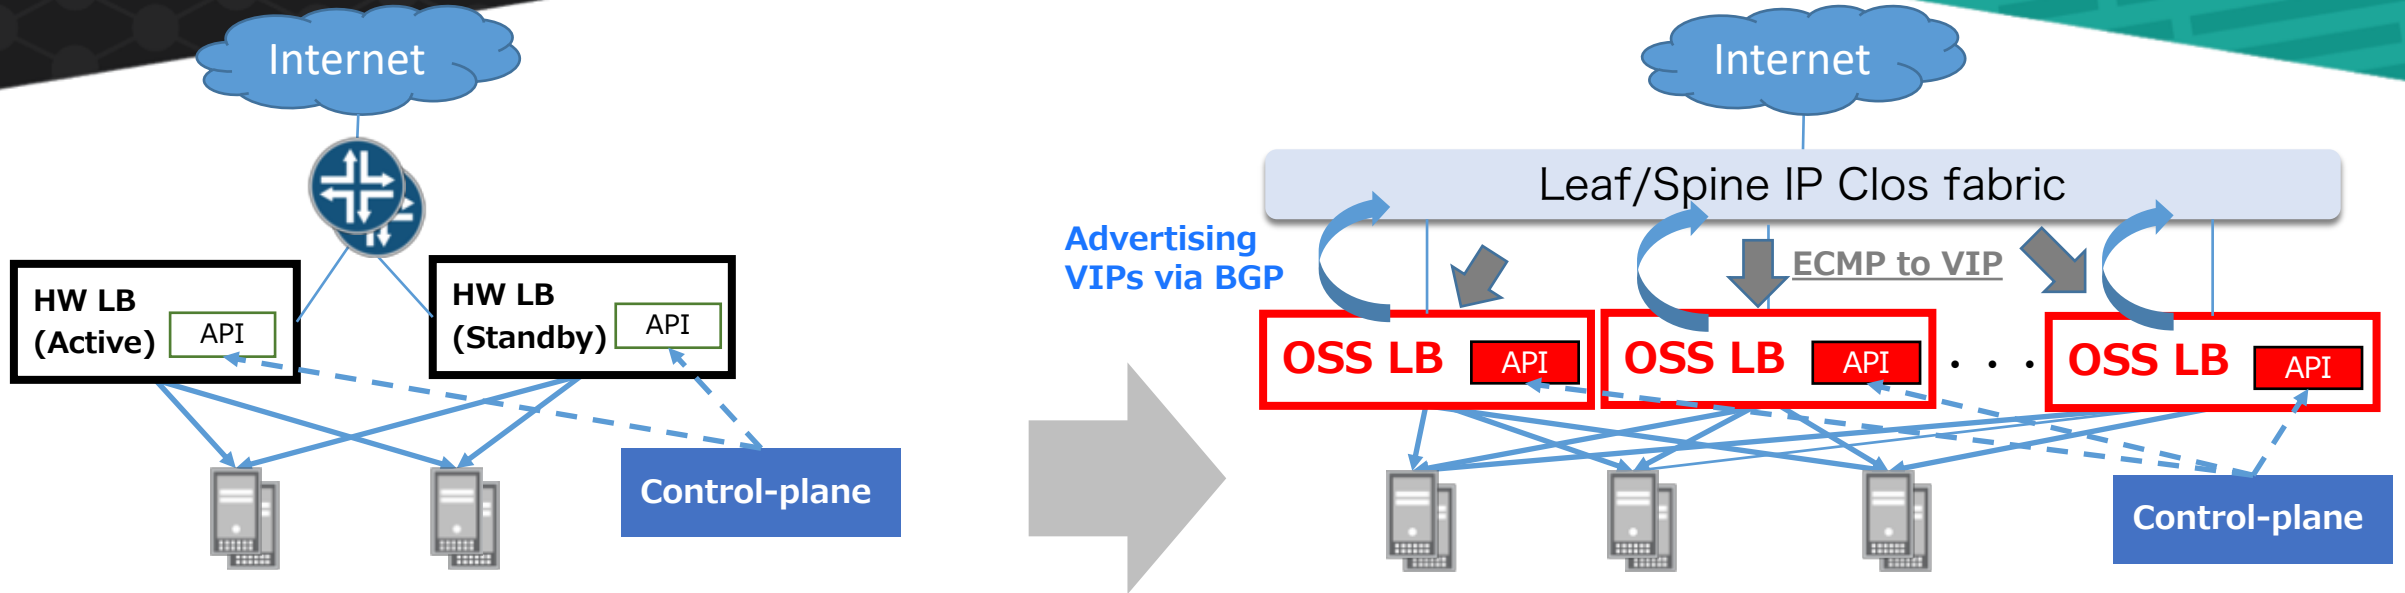 Internet
HW LB
(Active)
API
HW LB
(Standby)
API
Control-plane
Internet
Leaf/Spine IP Clos fabric
Advertising
VIPs via BGP
ECMP to VIP
OSS LB
API
OSS LB
API
・・・
OSS LB
API
Control-plane